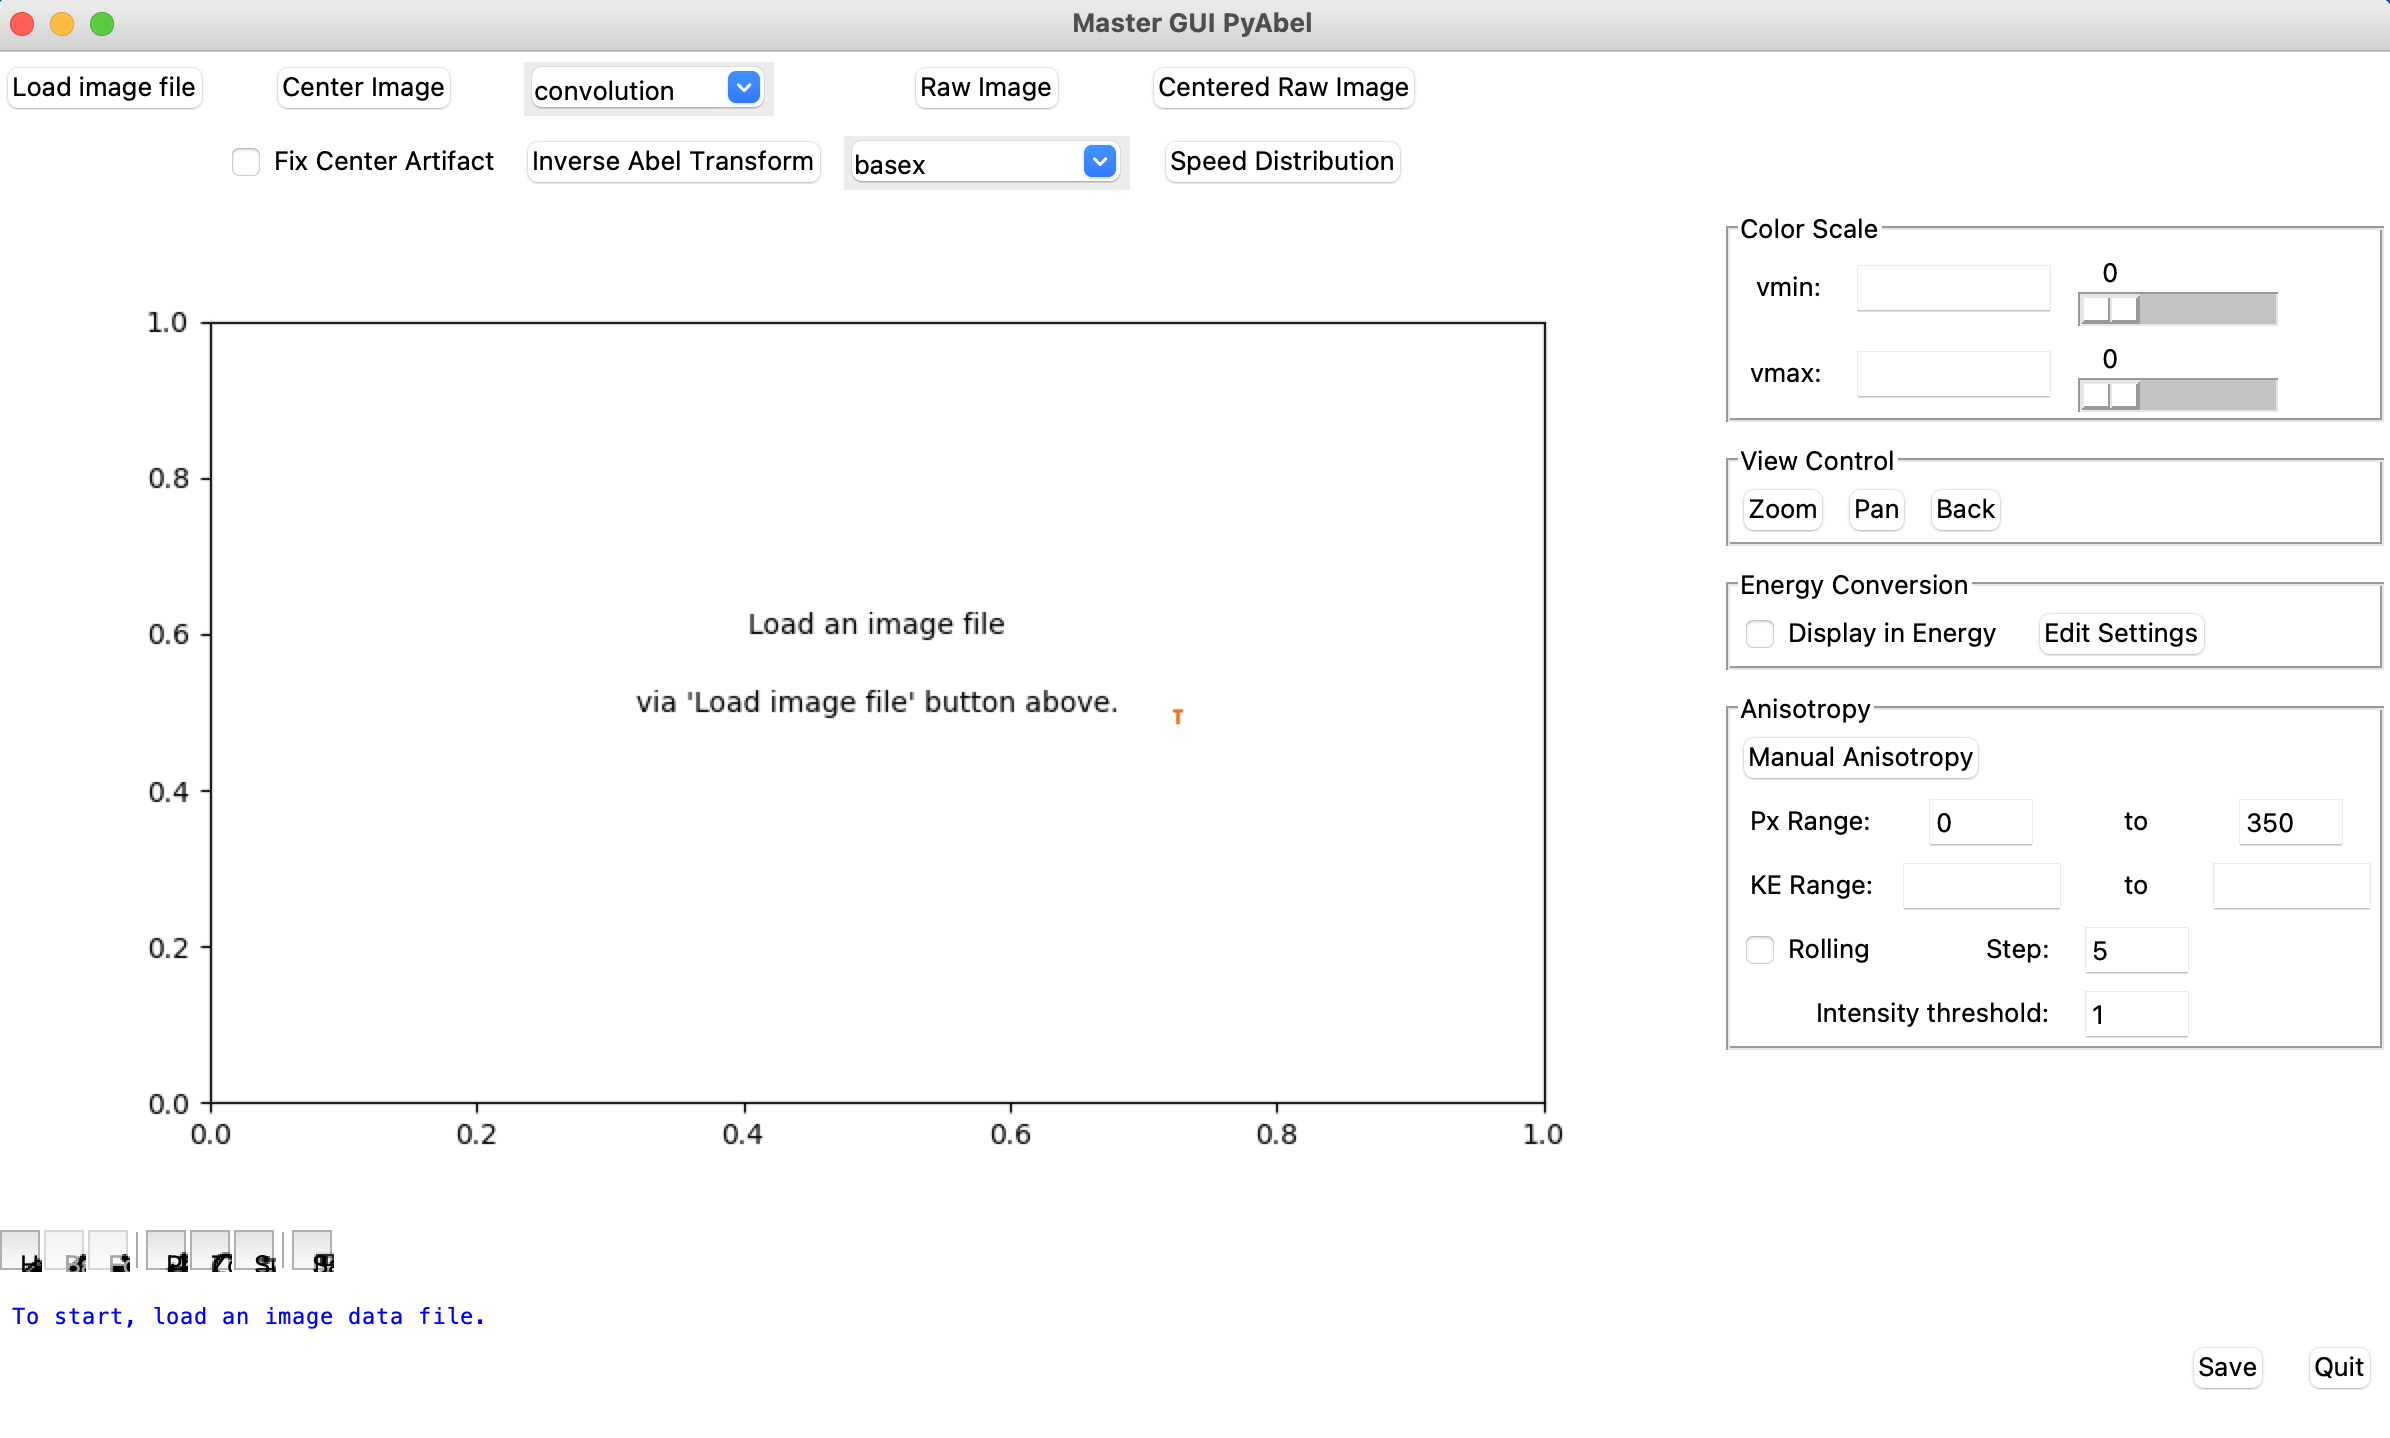 Master GUI PyAbel
Load image file Center Image convolution Raw Image Centered Raw Image
Fix Center Artifact Inverse Abel Transform basex Speed Distribution
Color Scale
vmin: 0
vmax: 0
View Control
Zoom Pan Back
Energy Conversion
Display in Energy Edit Settings
Anisotropy
Manual Anisotropy
Px Range: 0 to 350
KE Range: to
Rolling Step: 5
Intensity threshold: 1
1.0
0.8
0.6
0.4
0.2
0.0
Load an image file
via 'Load image file' button above.
T
0.0 0.2 0.4 0.6 0.8 1.0
To start, load an image data file.
Save Quit